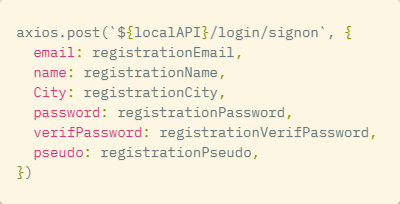 axios.post(`${localAPI}/login/signon`, {
  email: registrationEmail,
  name: registrationName,
  City: registrationCity,
  password: registrationPassword,
  verifPassword: registrationVerifPassword,
  pseudo: registrationPseudo,
})